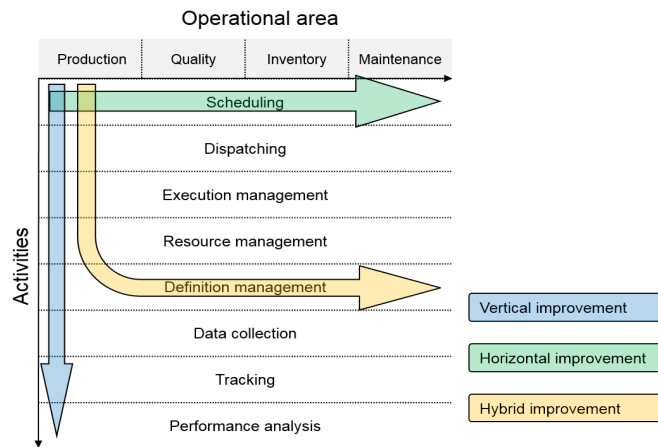 Operational area
Production
Quality
Inventory
Maintenance
Activities
Scheduling
Dispatching
Execution management
Resource management
Definition management
Data collection
Tracking
Performance analysis
Vertical improvement
Horizontal improvement
Hybrid improvement